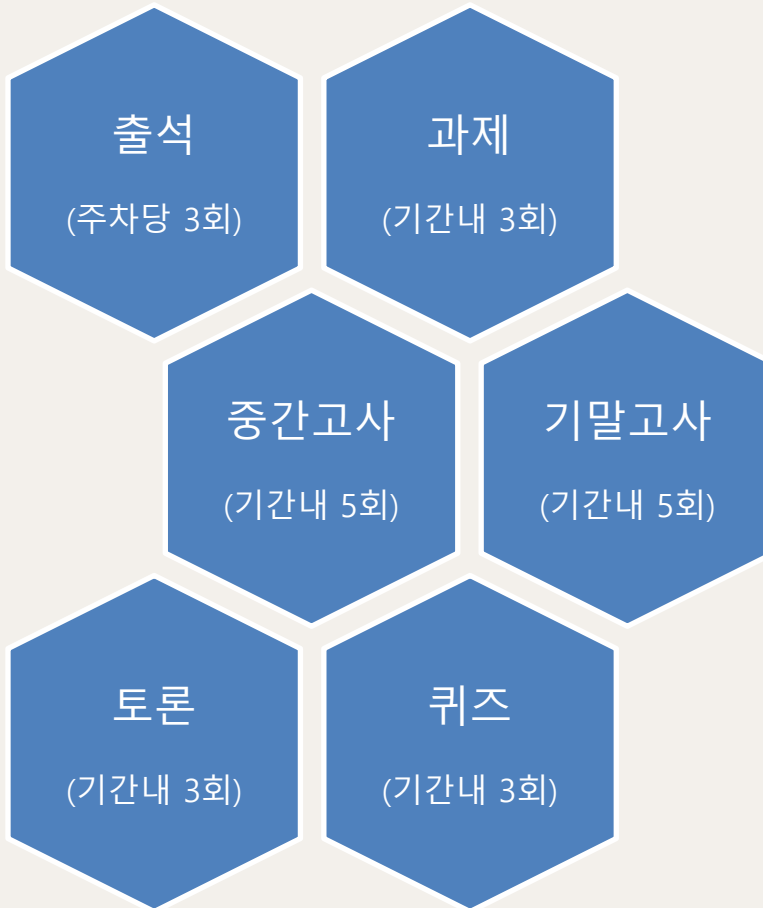 출석
(주차당 3회)
과제
(기간내 3회)
중간고사
(기간내 5회)
기말고사
(기간내 5회)
토론
(기간내 3회)
퀴즈
(기간내 3회)